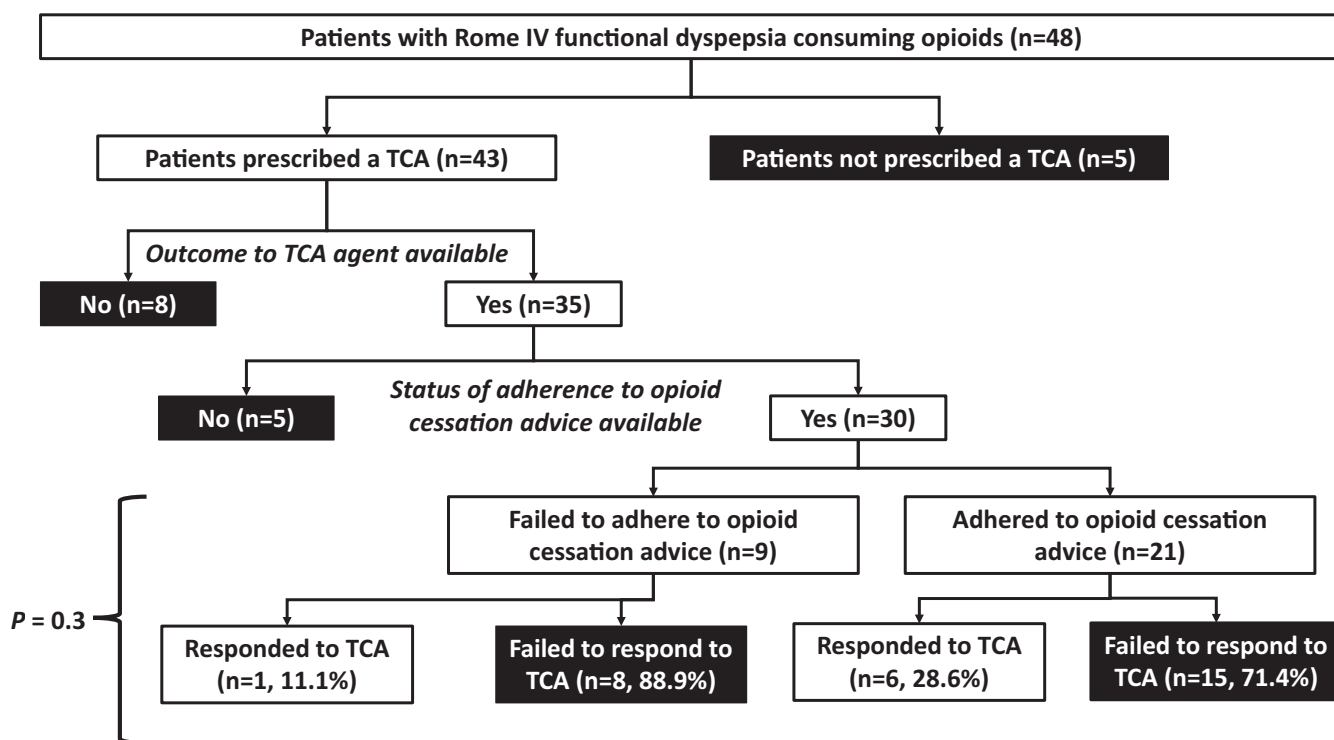 Patients with Rome IV functional dyspepsia consuming opioids (n=48)
Patients prescribed a TCA (n=43)
Patients not prescribed a TCA (n=5)
Outcome to TCA agent available
No (n=8)
Yes (n=35)
Status of adherence to opioid
cessation advice available
No (n=5)
Yes (n=30)
Failed to adhere to opioid
cessation advice (n=9)
Adhered to opioid cessation
advice (n=21)
P = 0.3
Responded to TCA
(n=1, 11.1%)
Failed to respond to
TCA (n=8, 88.9%)
Responded to TCA
(n=6, 28.6%)
Failed to respond to
TCA (n=15, 71.4%)